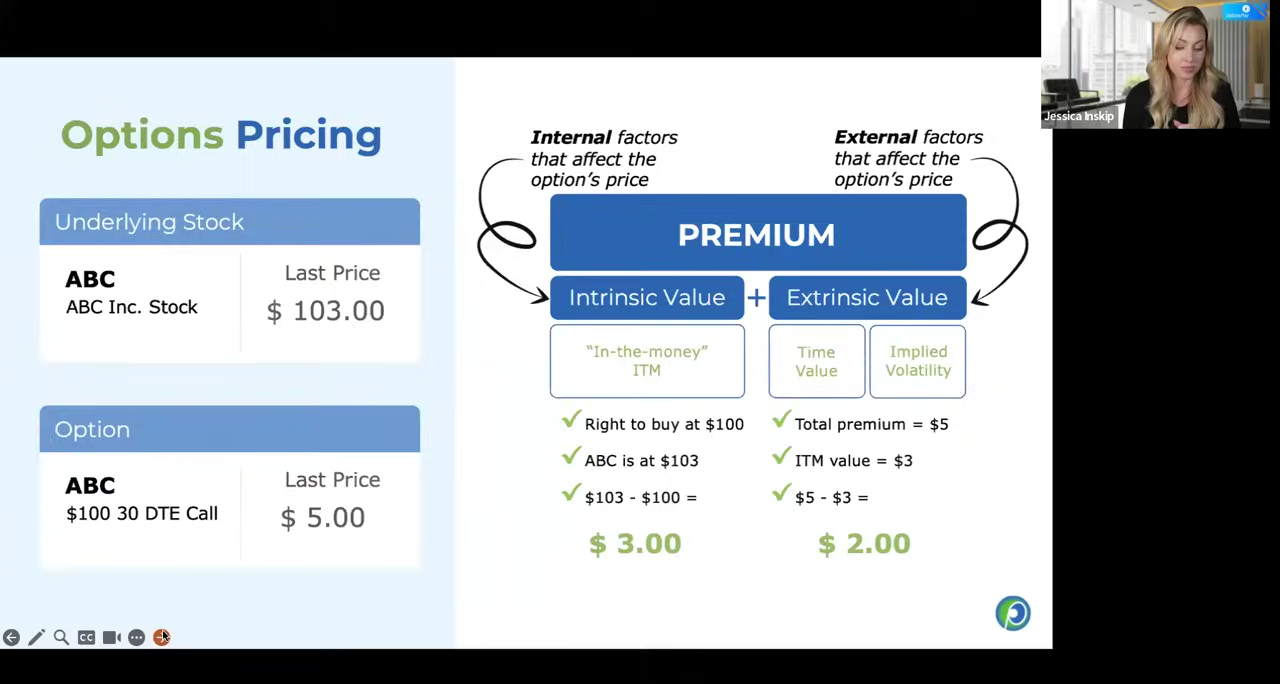 Options Pricing
Underlying Stock
ABC
ABC Inc. Stock
Last Price
$ 103.00
Option
ABC
$100 30 DTE Call
Last Price
$ 5.00
Internal factors
that affect the
option’s price
External factors
that affect the
option’s price
PREMIUM
Intrinsic Value + Extrinsic Value
“In-the-money”
ITM
Time
Value
Implied
Volatility
✓ Right to buy at $100
✓ ABC is at $103
✓ $103 - $100 =
$ 3.00
✓ Total premium = $5
✓ ITM value = $3
✓ $5 - $3 =
$ 2.00
CC
Jessica Inskip